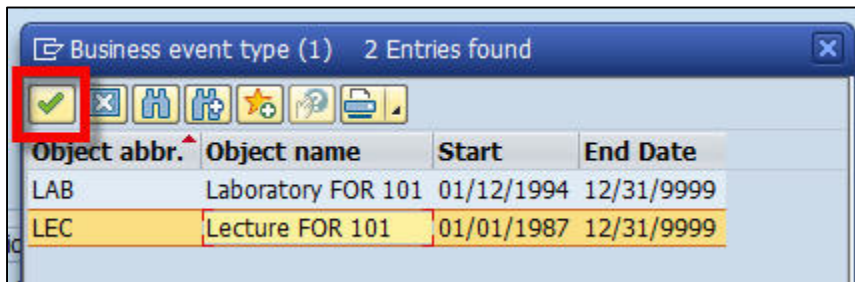 Business event type (1) 2 Entries found
Object abbr. Object name Start End Date
LAB Laboratory FOR 101 01/12/1994 12/31/9999
LEC Lecture FOR 101 01/01/1987 12/31/9999